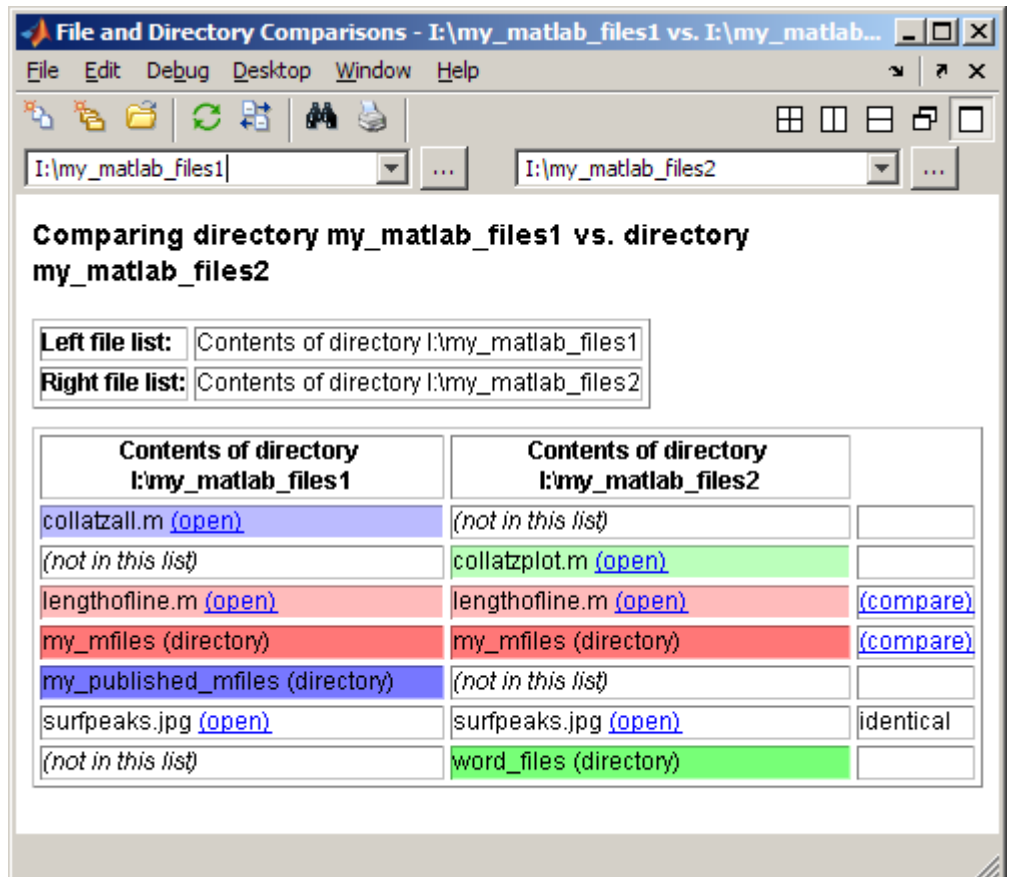 File and Directory Comparisons - I:\my_matlab_files1 vs. I:\my_matlab...
File Edit Debug Desktop Window Help
I:\my_matlab_files1 ... I:\my_matlab_files2 ...
Comparing directory my_matlab_files1 vs. directory
my_matlab_files2
Left file list: Contents of directory I:\my_matlab_files1
Right file list: Contents of directory I:\my_matlab_files2
Contents of directory Contents of directory
I:\my_matlab_files1 I:\my_matlab_files2
collatzall.m (open) (not in this list)
(not in this list) collatzplot.m (open)
lengthofline.m (open) lengthofline.m (open) (compare)
my_mfiles (directory) my_mfiles (directory) (compare)
my_published_mfiles (directory) (not in this list)
surfpeaks.jpg (open) surfpeaks.jpg (open) identical
(not in this list) word_files (directory)